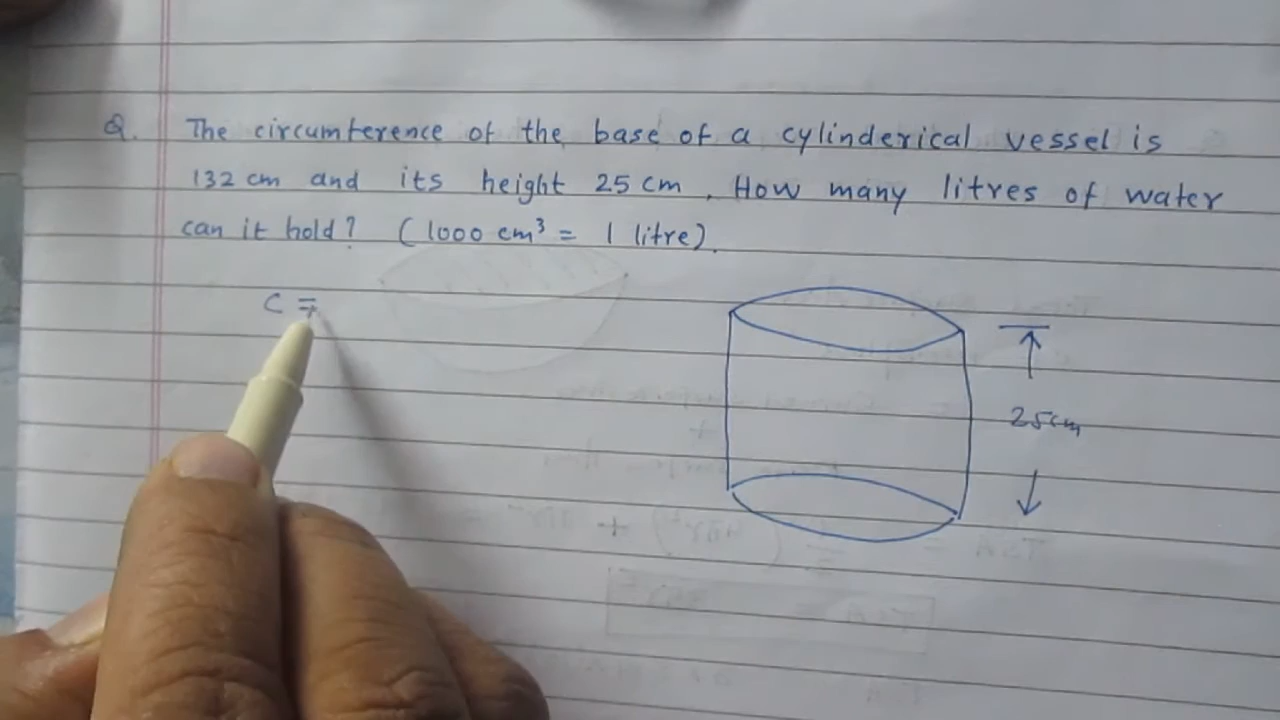 Q. The circumference of the base of a cylinderical vessel is
132 cm and its height 25 cm. How many litres of water
can it hold? (1000 cm³ = 1 litre).
C =
25cm